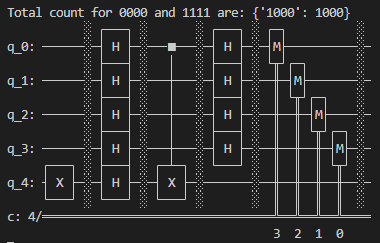 Total count for 0000 and 1111 are: {'1000': 1000}
q_0: H H M
q_1: H H M
q_2: H H M
q_3: H H M
q_4: X H X
c: 4/
3 2 1 0